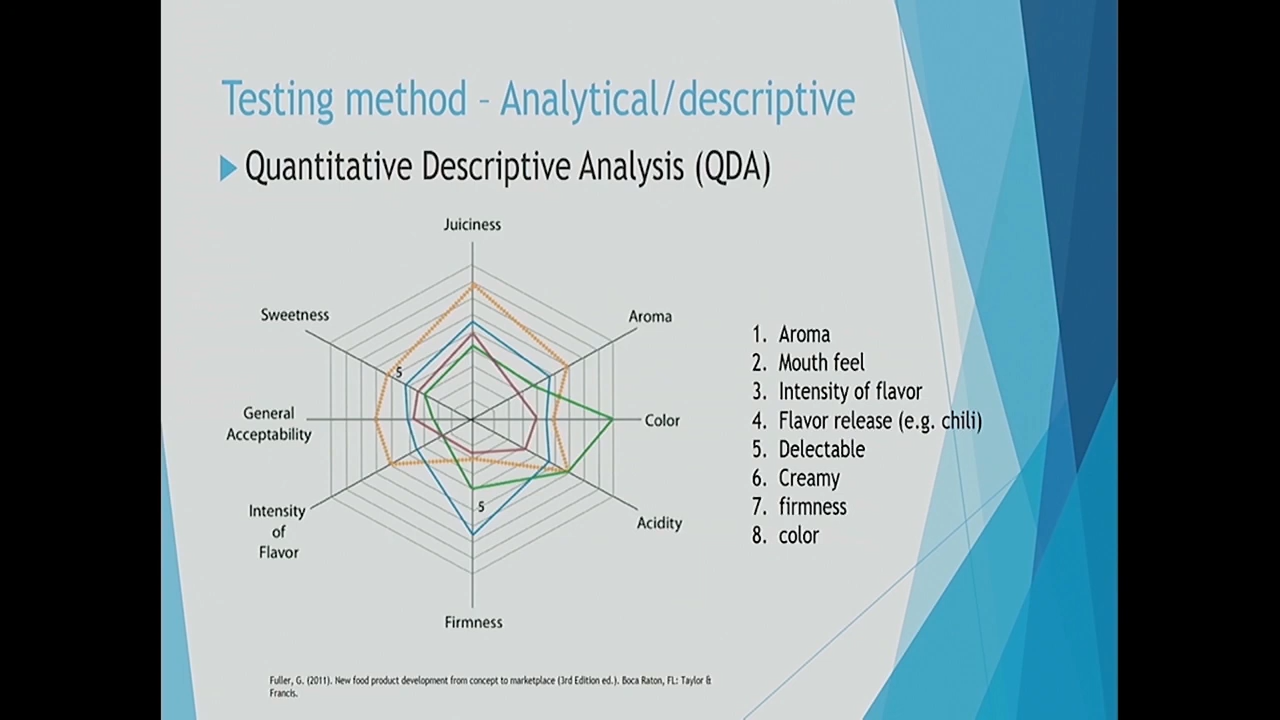 Testing method – Analytical/descriptive
Quantitative Descriptive Analysis (QDA)
Juiciness
Sweetness
Aroma
5
General
Acceptability
Color
Intensity
of
Flavor
5
Acidity
Firmness
1. Aroma
2. Mouth feel
3. Intensity of flavor
4. Flavor release (e.g. chili)
5. Delectable
6. Creamy
7. firmness
8. color
Fuller, G. (2011). New food product development from concept to marketplace (3rd Edition ed.). Boca Raton, FL: Taylor &
Francis.